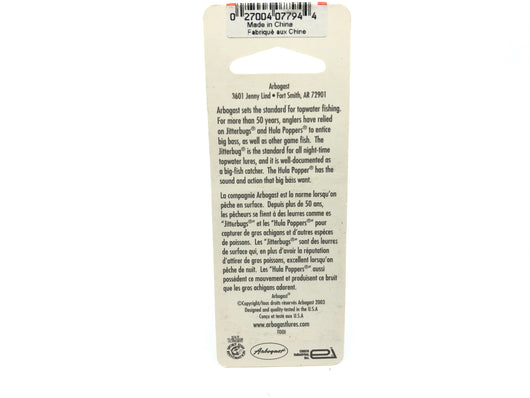 0 27004 07794 4
Made in China
Fabriqué aux Chine
Arbogast
3601 Jenny Lind • Fort Smith, AR 72901
Arbogast sets the standard for topwater fishing.
For more than 50 years, anglers have relied
on Jitterbugs® and Hula Poppers® to entice
big bass, as well as other game fish. The
Jitterbug® is the standard for all night-time
topwater lures, and it is well-documented as
a big-fish catcher. The Hula Popper® has the
sound and action that big bass want.
La compagnie Arbogast est la norme lorsqu'on
pêche en surface. Depuis plus de 50 ans,
les pêcheurs se fient à des leurres comme es
"Jitterbugs®" et les "Hula Poppers®" pour
capturer de gros achigans et d'autres espèces
de poissons. Les "Jitterbugs®" sont des leurres
de surface qui, en plus d'avoir la réputation
d'attirer de gros poissons, excellent lorsqu'on
pêche de nuit. Les "Hula Poppers®" aussi
possèdent ce mouvement et produisent ce bruit
que les gros achigans adorent.
Arbogast®
©Copyright/tous droits réservés Arbogast 2003
Designed and quality tested in the U.S.A
Conçu et testé aux U.S.A
www.arbogastlures.com
T001
Arbogast®